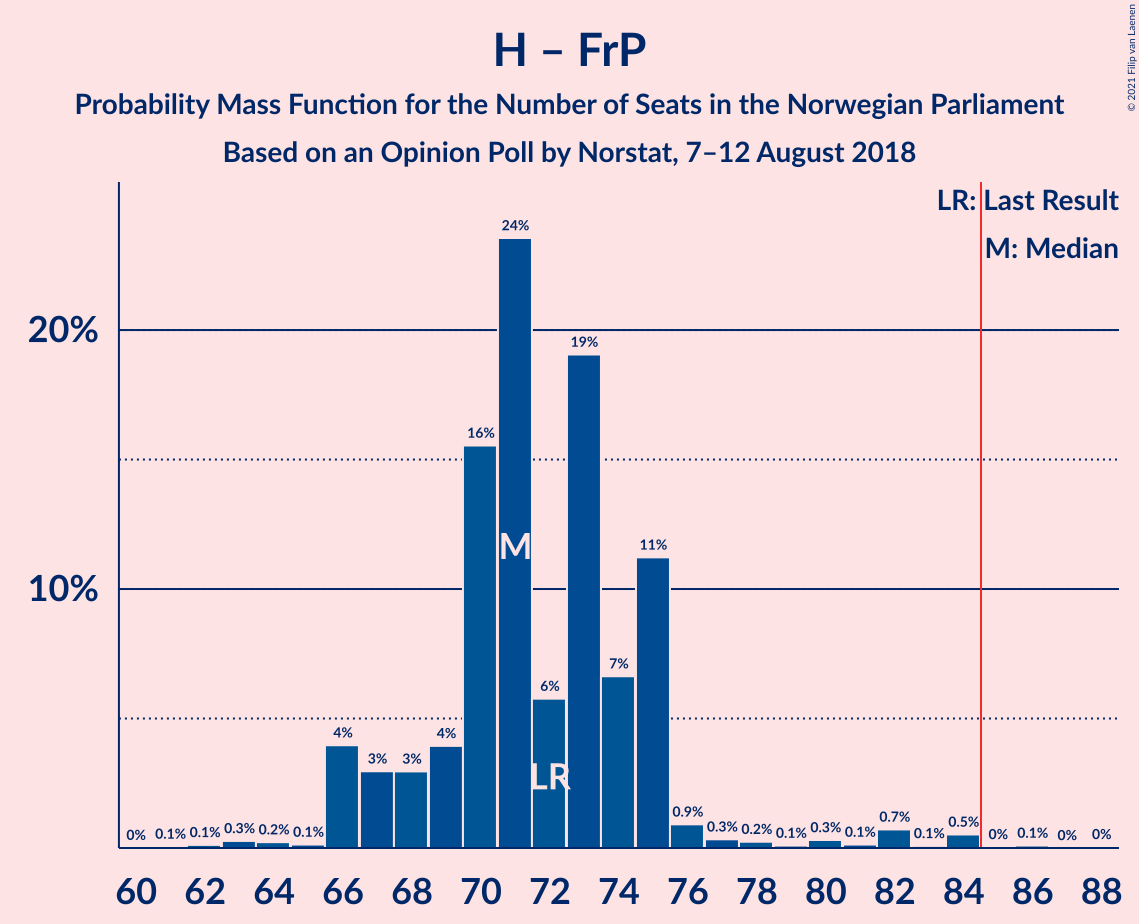 H – FrP
Probability Mass Function for the Number of Seats in the Norwegian Parliament
Based on an Opinion Poll by Norstat, 7–12 August 2018
© 2021 Filip van Laenen
LR: Last Result
M: Median
20%
10%
0% 0.1% 0.1% 0.3% 0.2% 0.1% 4% 3% 3% 4% 16% 24% 6% 19% 7% 11% 0.9% 0.3% 0.2% 0.1% 0.3% 0.1% 0.7% 0.1% 0.5% 0% 0.1% 0% 0%
M
LR
60 62 64 66 68 70 72 74 76 78 80 82 84 86 88